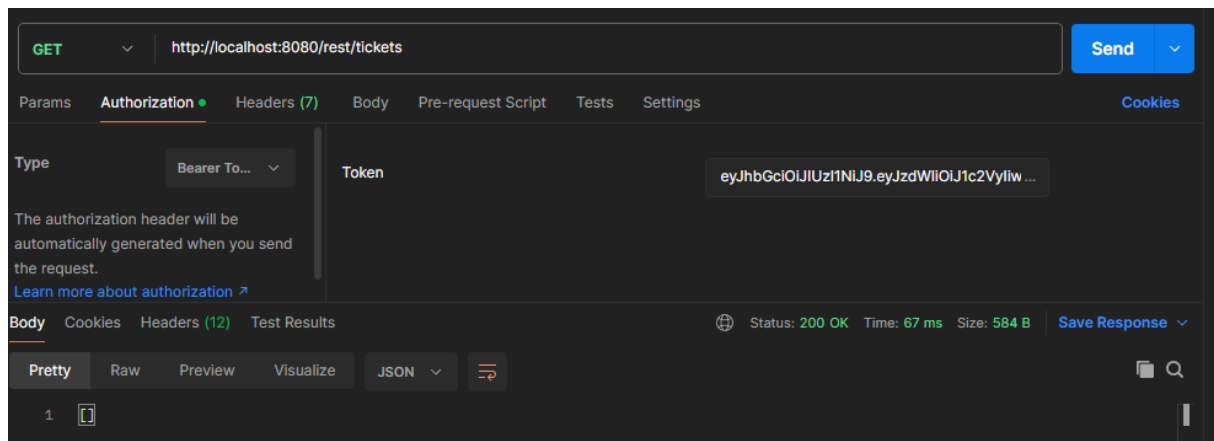 GET http://localhost:8080/rest/tickets Send
Params Authorization Headers (7) Body Pre-request Script Tests Settings Cookies
Type Bearer To... Token eyJhbGciOiJIUzI1NiJ9.eyJzdWIiOiJ1c2VyIiw ...
The authorization header will be
automatically generated when you send
the request.
Learn more about authorization ↗
Body Cookies Headers (12) Test Results Status: 200 OK Time: 67 ms Size: 584 B Save Response
Pretty Raw Preview Visualize JSON
1 []